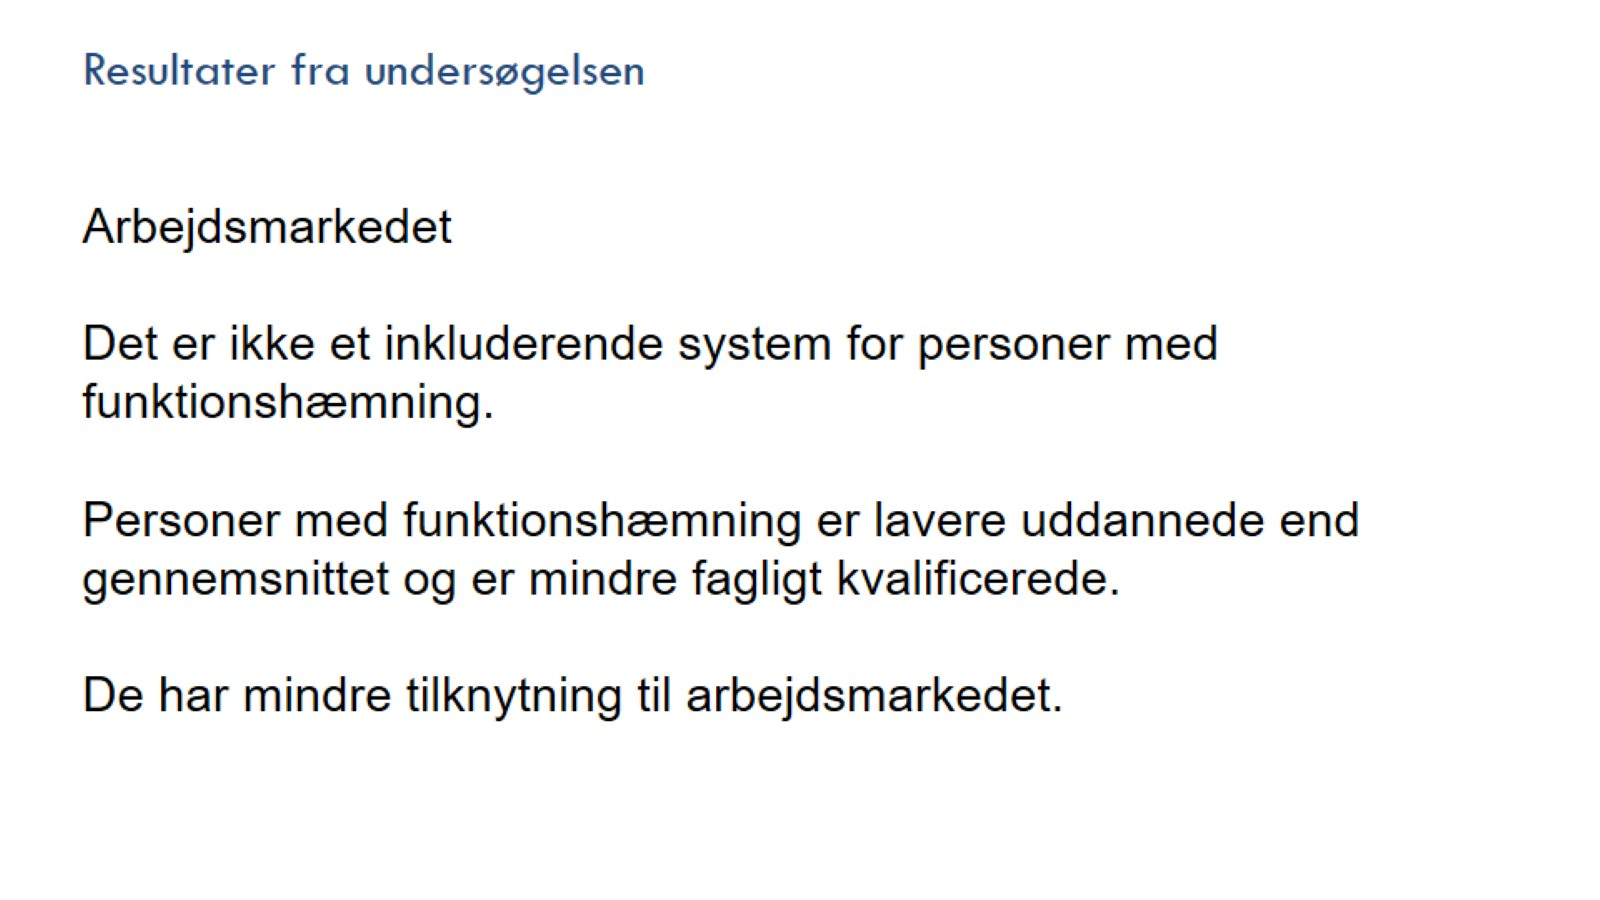 Resultater fra undersøgelsen
Arbejdsmarkedet
Det er ikke et inkluderende system for personer med
funktionshæmning.
Personer med funktionshæmning er lavere uddannede end
gennemsnittet og er mindre fagligt kvalificerede.
De har mindre tilknytning til arbejdsmarkedet.